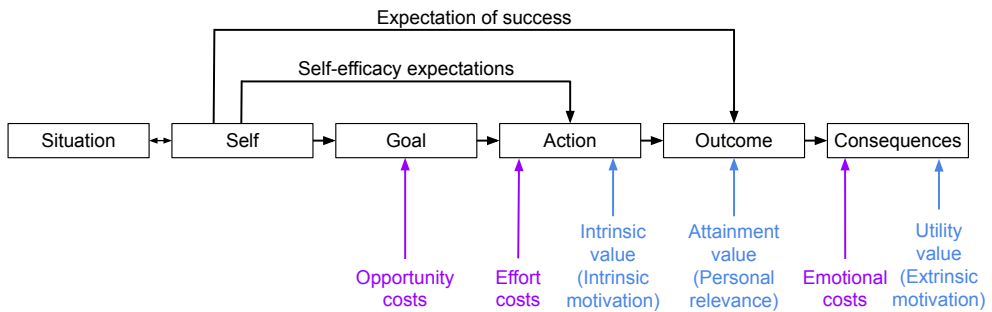 Expectation of success
Self-efficacy expectations
Situation
Self
Goal
Action
Outcome
Consequences
Opportunity
costs
Effort
costs
Intrinsic
value
(Intrinsic
motivation)
Attainment
value
(Personal
relevance)
Emotional
costs
Utility
value
(Extrinsic
motivation)